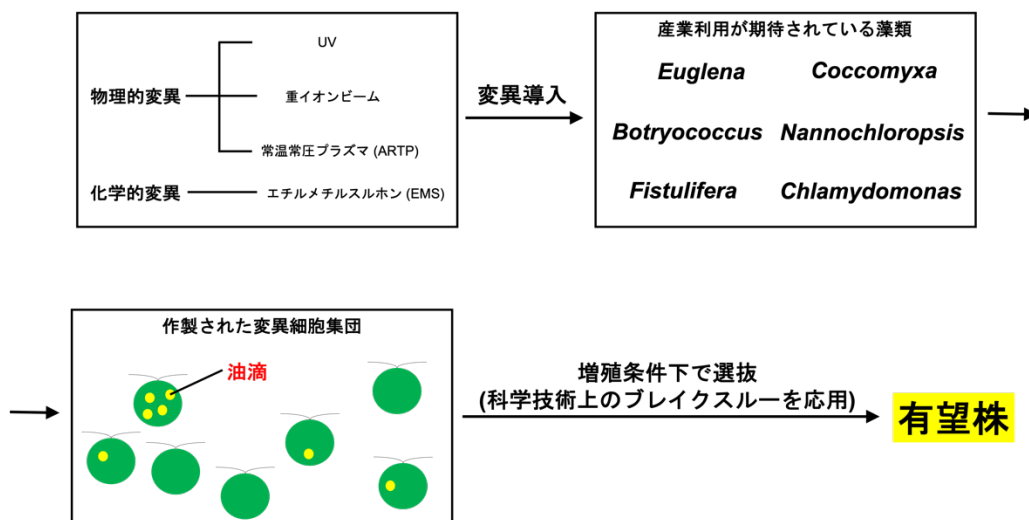 UV
物理的変異
重イオンビーム
常温常圧プラズマ (ARTP)
化学的変異
エチルメチルスルホン (EMS)
変異導入
産業利用が期待されている藻類
Euglena
Coccomyxa
Botryococcus
Nannochloropsis
Fistulifera
Chlamydomonas
作製された変異細胞集団
油滴
増殖条件下で選抜
(科学技術上のブレイクスルーを応用)
有望株